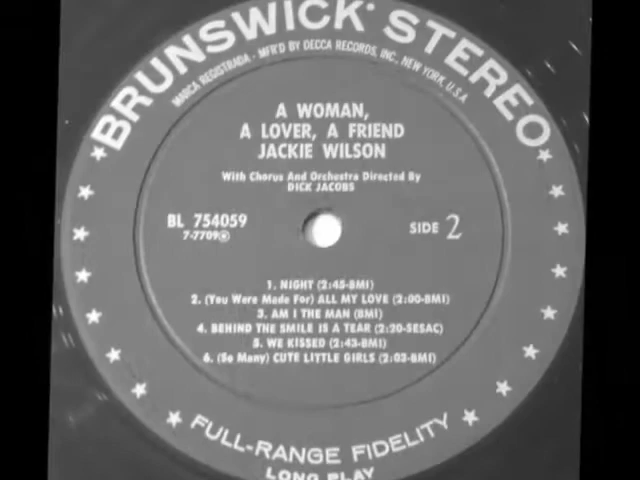 BRUNSWICK® STEREO
MARCA REGISTRADA - MFR'D BY DECCA RECORDS, INC., NEW YORK, U.S.A
A WOMAN,
A LOVER, A FRIEND
JACKIE WILSON
With Chorus And Orchestra Directed By
DICK JACOBS
BL 754059
7-7709®
SIDE 2
1. NIGHT (2:45-BMI)
2. (You Were Made For) ALL MY LOVE (2:00-BMI)
3. AM I THE MAN (BMI)
4. BEHIND THE SMILE IS A TEAR (2:20-SESAC)
5. WE KISSED (2:43-BMI)
6. (So Many) CUTE LITTLE GIRLS (2:03-BMI)
FULL-RANGE FIDELITY
LONG PLAY